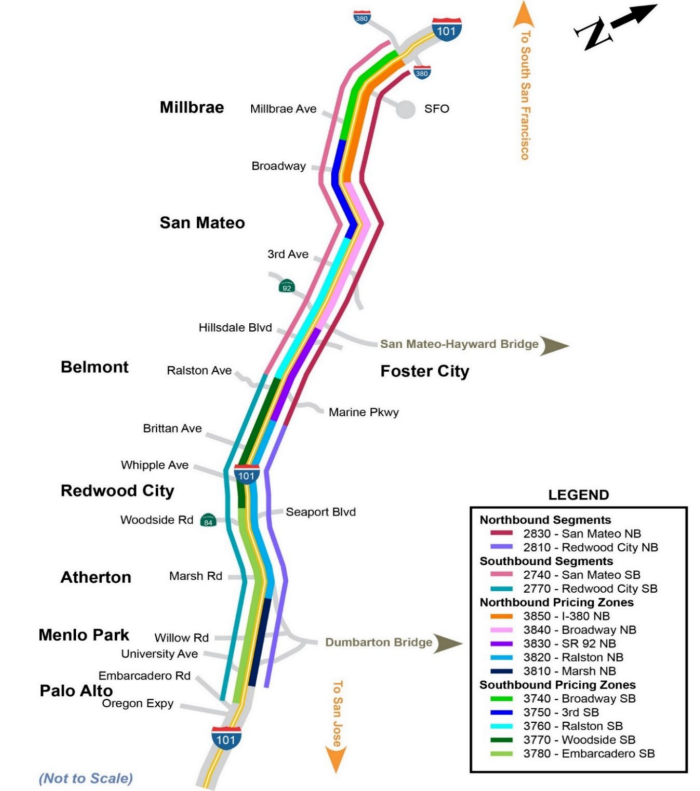 380
101
To South San Francisco
N
380
Millbrae
Millbrae Ave
SFO
Broadway
San Mateo
3rd Ave
92
Hillsdale Blvd
San Mateo-Hayward Bridge
Belmont
Ralston Ave
Foster City
Marine Pkwy
Brittan Ave
Whipple Ave
101
Redwood City
Woodside Rd
84
Seaport Blvd
Atherton
Marsh Rd
Menlo Park
Willow Rd
Dumbarton Bridge
University Ave
Embarcadero Rd
Palo Alto
Oregon Expy
To San Jose
101
(Not to Scale)
LEGEND
Northbound Segments
2830 - San Mateo NB
2810 - Redwood City NB
Southbound Segments
2740 - San Mateo SB
2770 - Redwood City SB
Northbound Pricing Zones
3850 - I-380 NB
3840 - Broadway NB
3830 - SR 92 NB
3820 - Ralston NB
3810 - Marsh NB
Southbound Pricing Zones
3740 - Broadway SB
3750 - 3rd SB
3760 - Ralston SB
3770 - Woodside SB
3780 - Embarcadero SB